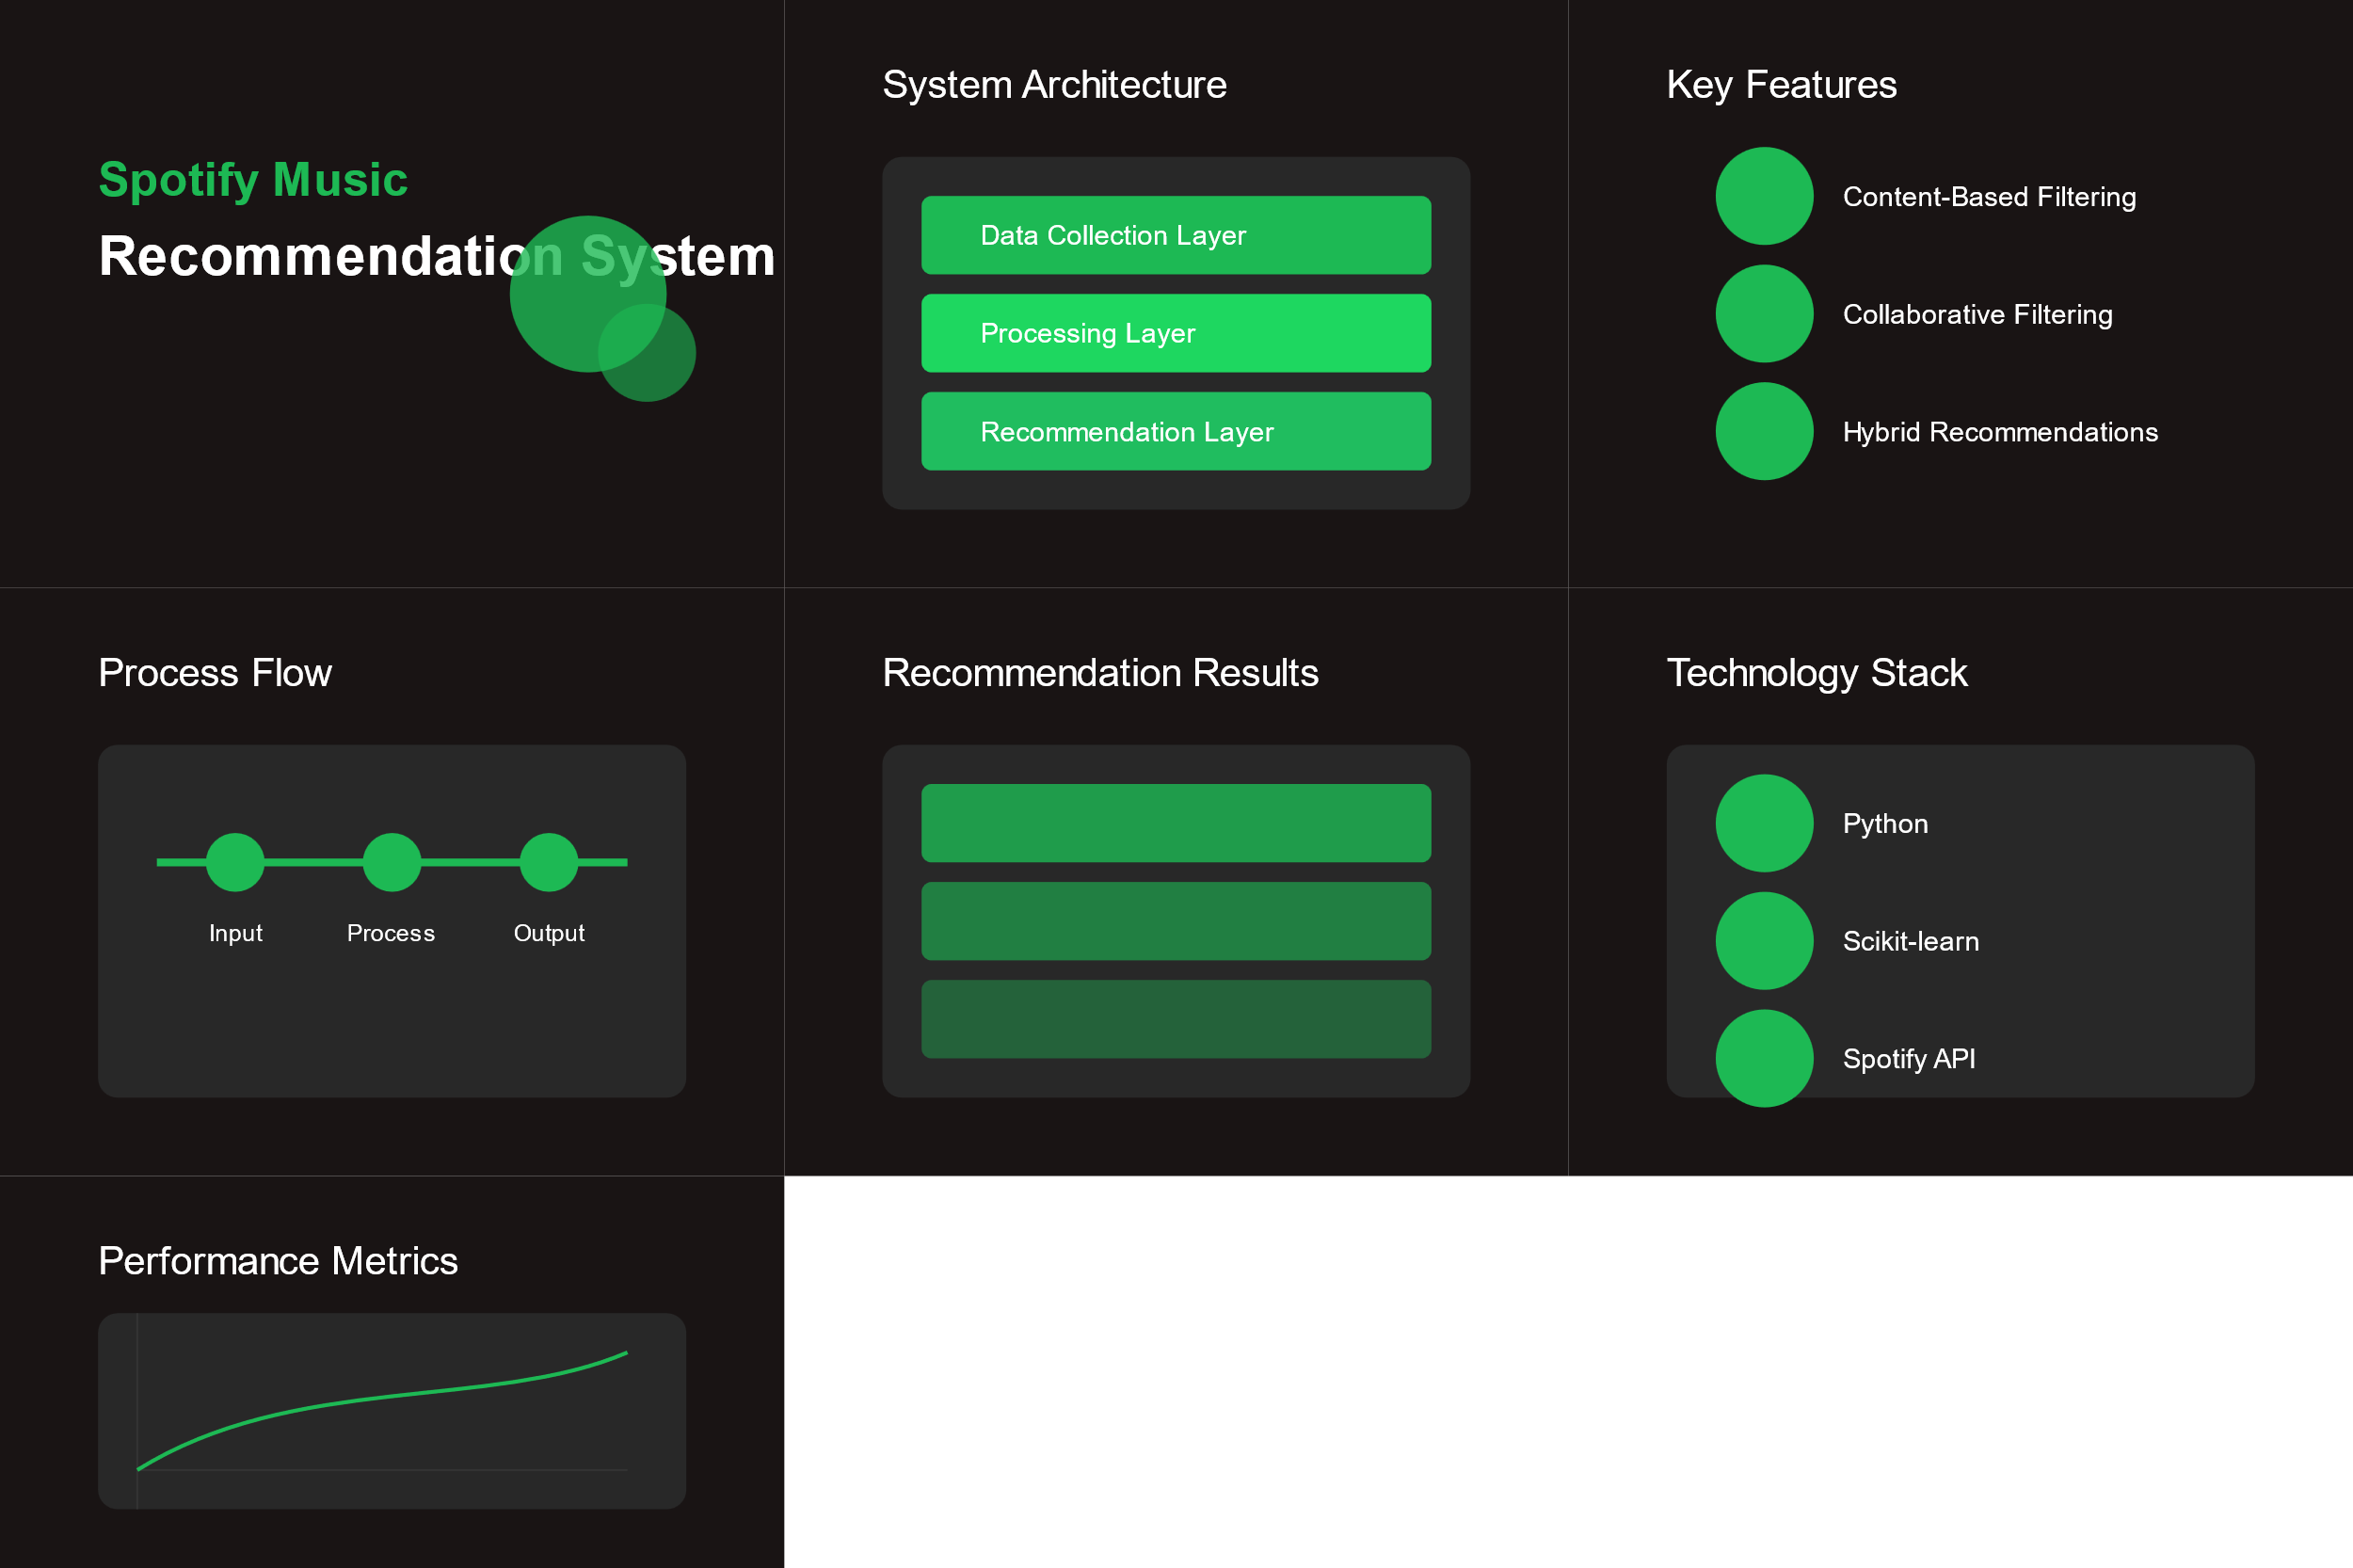 Spotify Music
Recommendation System
System Architecture
Data Collection Layer
Processing Layer
Recommendation Layer
Key Features
Content-Based Filtering
Collaborative Filtering
Hybrid Recommendations
Process Flow
Input
Process
Output
Recommendation Results
Technology Stack
Python
Scikit-learn
Spotify API
Performance Metrics